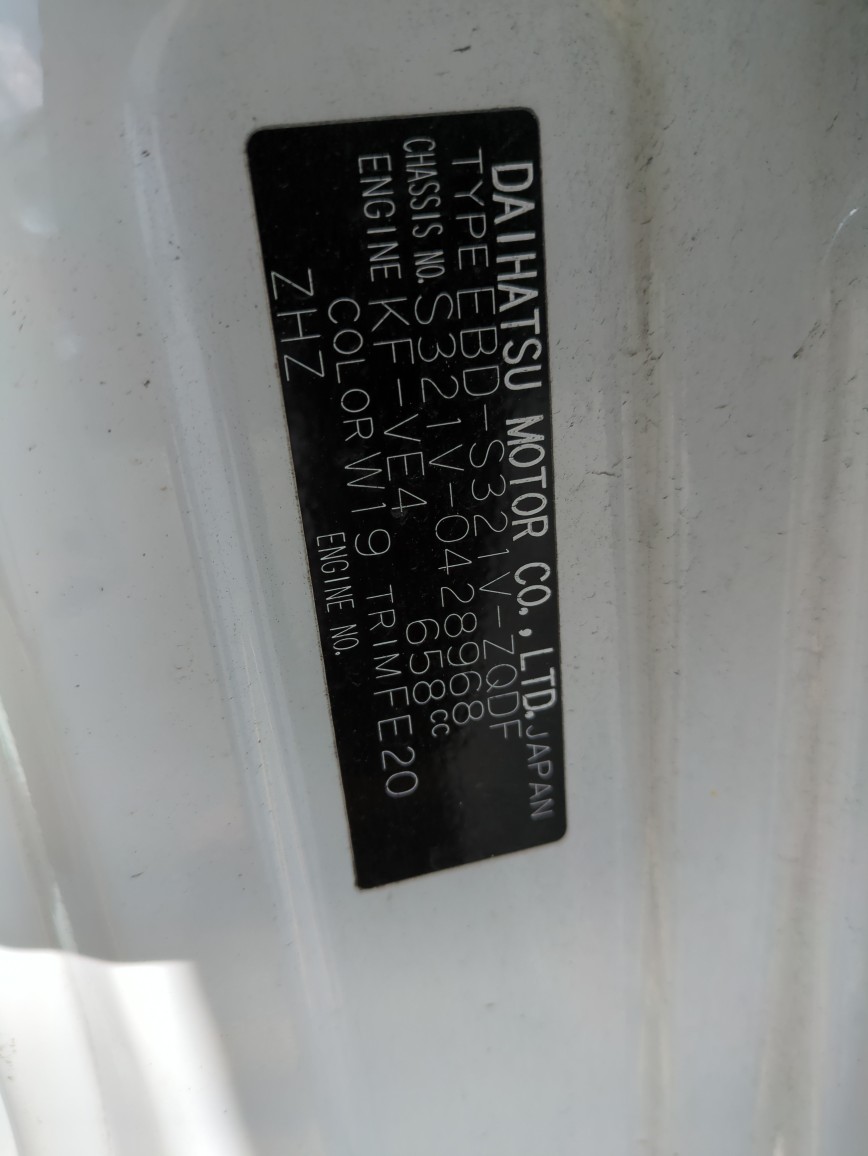 DAIHATSU MOTOR CO.,LTD. JAPAN
TYPE EBD-S321V-ZQDF
CHASSIS NO. S321V-0428968
ENGINE KF-VE4 658cc
COLOR W19 TRIM FE20
ZHZ ENGINE NO.